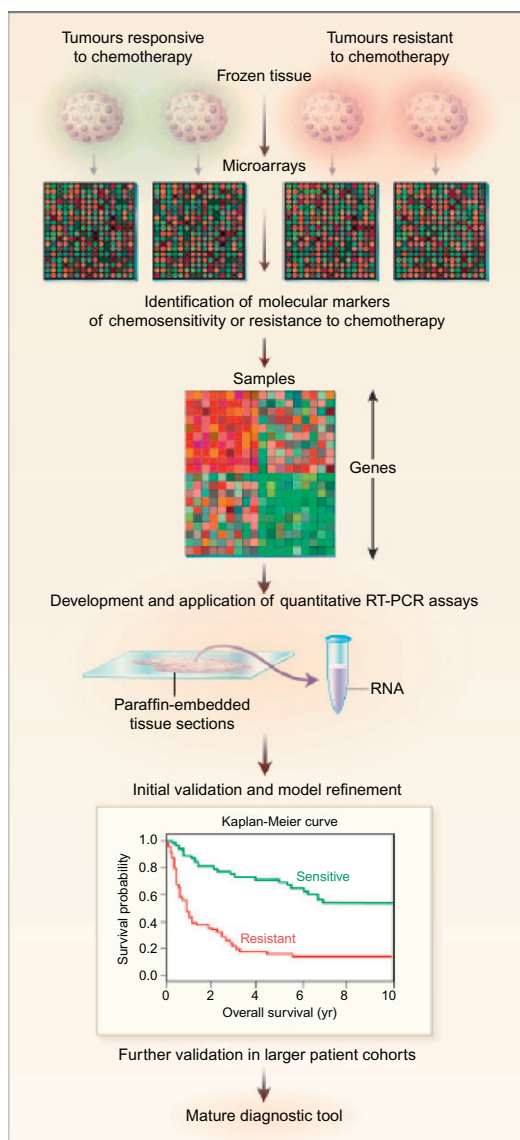 Tumours responsive
to chemotherapy
Tumours resistant
to chemotherapy
Frozen tissue
Microarrays
Identification of molecular markers
of chemosensitivity or resistance to chemotherapy
Samples
Genes
Development and application of quantitative RT-PCR assays
Paraffin-embedded
tissue sections
RNA
Initial validation and model refinement
Kaplan-Meier curve
Survival probability
1.0
0.8
0.6
0.4
0.2
0.0
Sensitive
Resistant
0 2 4 6 8 10
Overall survival (yr)
Further validation in larger patient cohorts
Mature diagnostic tool